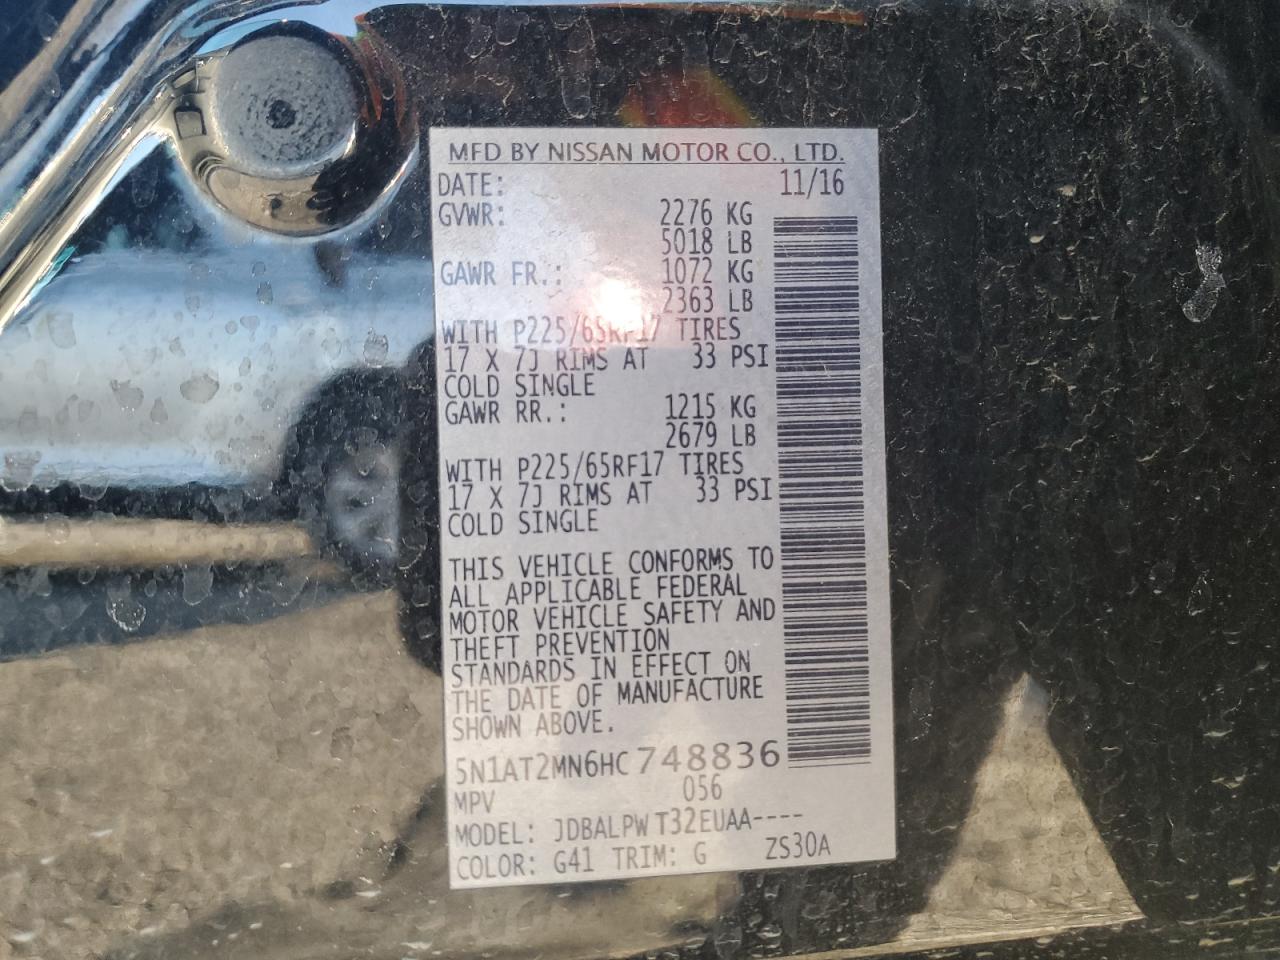 MFD BY NISSAN MOTOR CO., LTD.
DATE: 11/16
GVWR: 2276 KG
5018 LB
GAWR FR.: 1072 KG
2363 LB
WITH P225/65RF17 TIRES
17 X 7J RIMS AT 33 PSI
COLD SINGLE
GAWR RR.: 1215 KG
2679 LB
WITH P225/65RF17 TIRES
17 X 7J RIMS AT 33 PSI
COLD SINGLE
THIS VEHICLE CONFORMS TO
ALL APPLICABLE FEDERAL
MOTOR VEHICLE SAFETY AND
THEFT PREVENTION
STANDARDS IN EFFECT ON
THE DATE OF MANUFACTURE
SHOWN ABOVE.
5N1AT2MN6HC748836
MPV 056
MODEL: JDBALPW T32EUAA----
COLOR: G41 TRIM: G ZS30A